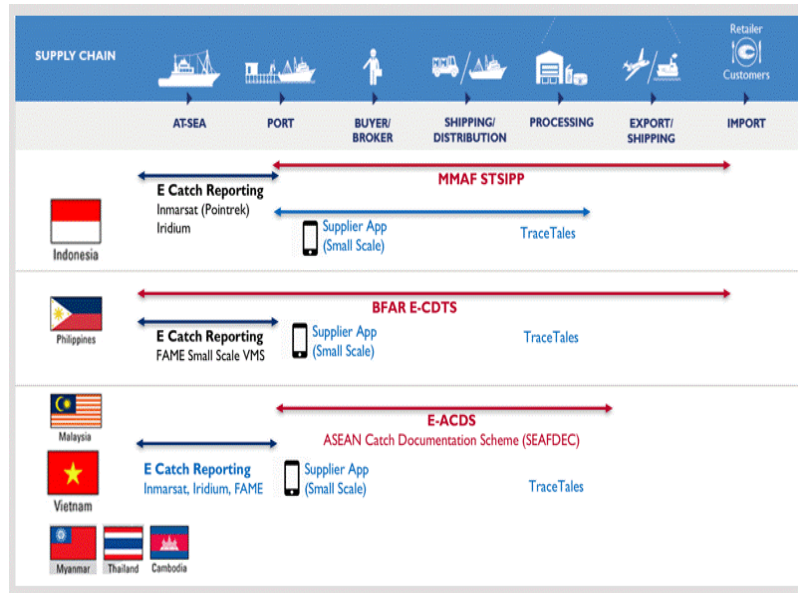 Retailer
SUPPLY CHAIN
Customers
AT-SEA
PORT
BUYER/
BROKER
SHIPPING/
DISTRIBUTION
PROCESSING
EXPORT/
SHIPPING
IMPORT
MMAF STSIPP
E Catch Reporting
Inmarsat (Pointrek)
Iridium
Supplier App
(Small Scale)
TraceTales
Indonesia
BFAR E-CDTS
E Catch Reporting
FAME Small Scale VMS
Supplier App
(Small Scale)
TraceTales
Philippines
E-ACDS
ASEAN Catch Documentation Scheme (SEAFDEC)
Malaysia
E Catch Reporting
Inmarsat, Iridium, FAME
Supplier App
(Small Scale)
TraceTales
Vietnam
Myanmar
Thailand
Cambodia